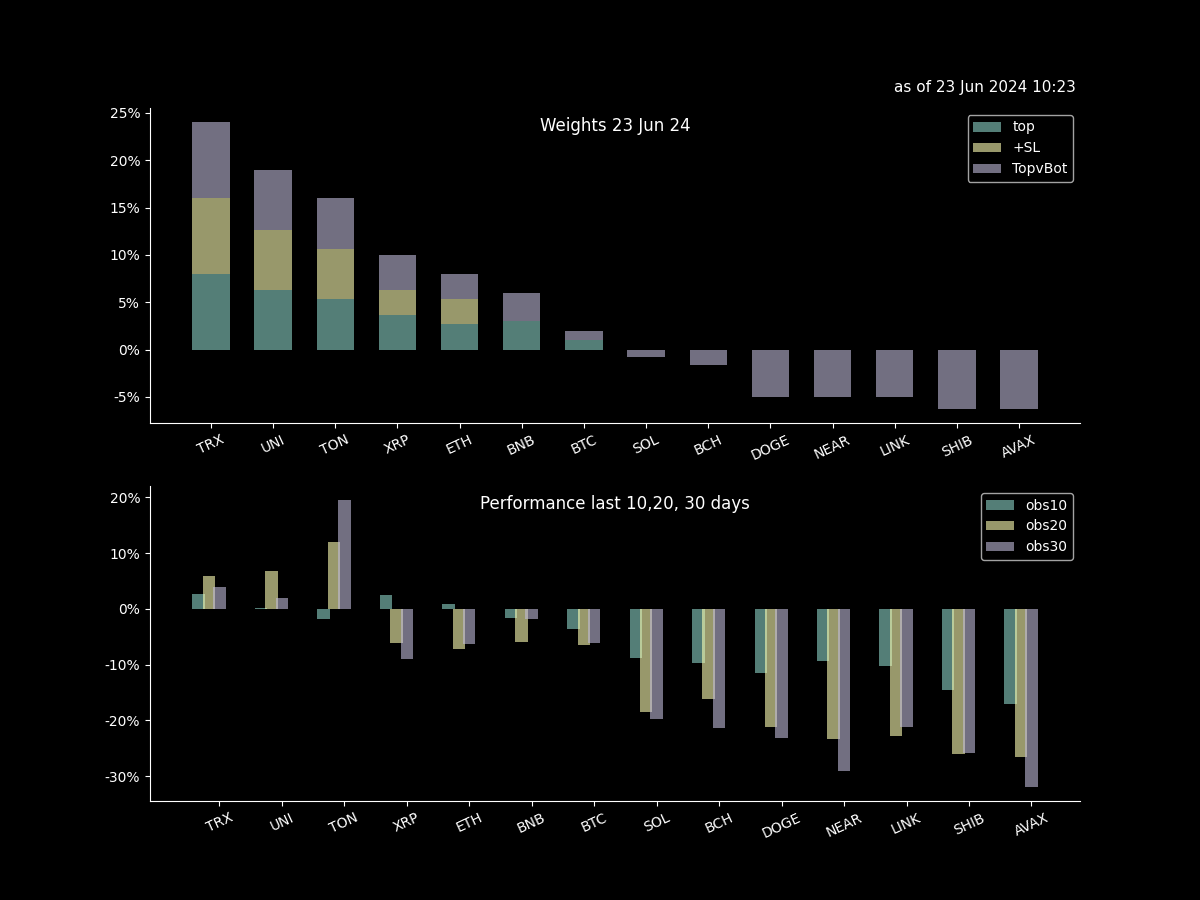 as of 23 Jun 2024 10:23
Weights 23 Jun 24
top
+SL
TopvBot
25%
20%
15%
10%
5%
0%
-5%
TRX UNI TON XRP ETH BNB BTC SOL BCH DOGE NEAR LINK SHIB AVAX
Performance last 10,20, 30 days
obs10
obs20
obs30
20%
10%
0%
-10%
-20%
-30%
TRX UNI TON XRP ETH BNB BTC SOL BCH DOGE NEAR LINK SHIB AVAX